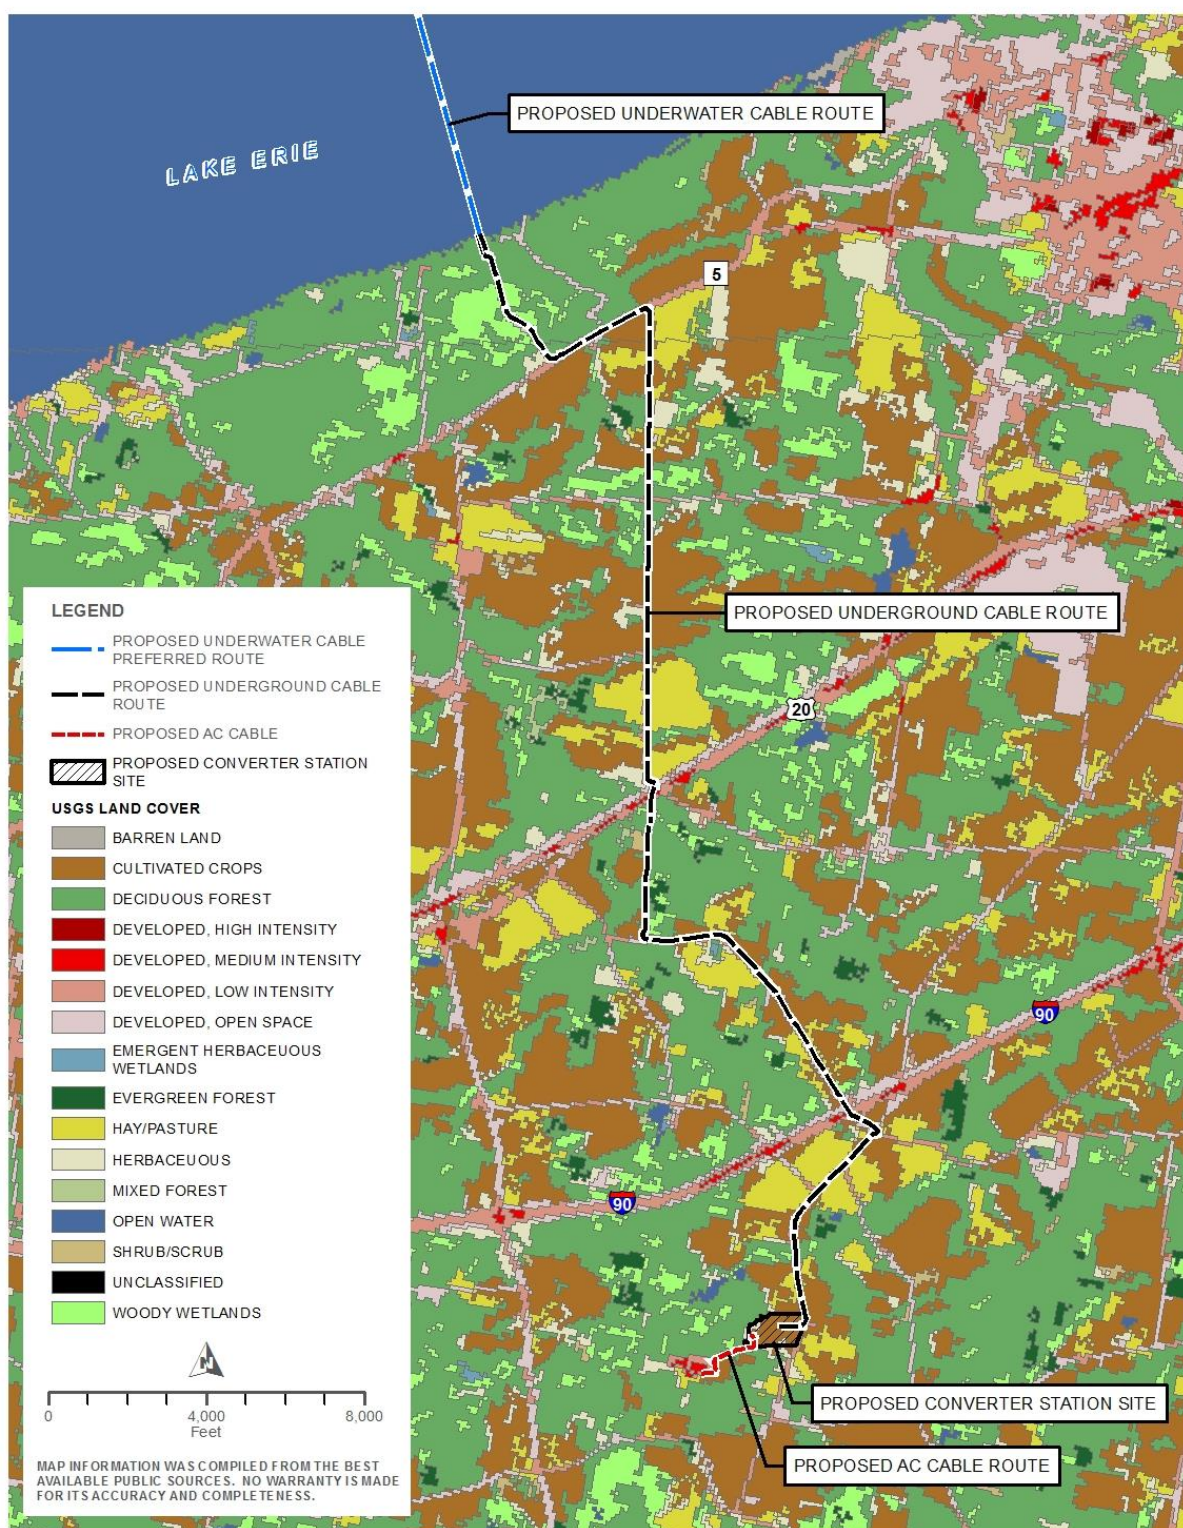 PROPOSED UNDERWATER CABLE ROUTE
LAKE ERIE
5
PROPOSED UNDERGROUND CABLE ROUTE
20
90
90
PROPOSED CONVERTER STATION SITE
PROPOSED AC CABLE ROUTE
LEGEND
PROPOSED UNDERWATER CABLE
PREFERRED ROUTE
PROPOSED UNDERGROUND CABLE
ROUTE
PROPOSED AC CABLE
PROPOSED CONVERTER STATION
SITE
USGS LAND COVER
BARREN LAND
CULTIVATED CROPS
DECIDUOUS FOREST
DEVELOPED, HIGH INTENSITY
DEVELOPED, MEDIUM INTENSITY
DEVELOPED, LOW INTENSITY
DEVELOPED, OPEN SPACE
EMERGENT HERBACEUOUS
WETLANDS
EVERGREEN FOREST
HAY/PASTURE
HERBACEUOUS
MIXED FOREST
OPEN WATER
SHRUB/SCRUB
UNCLASSIFIED
WOODY WETLANDS
N
0 4,000 8,000
Feet
MAP INFORMATION WAS COMPILED FROM THE BEST
AVAILABLE PUBLIC SOURCES. NO WARRANTY IS MADE
FOR ITS ACCURACY AND COMPLETENESS.